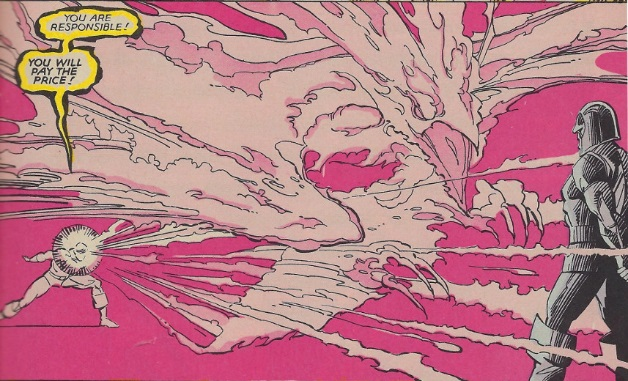 YOU ARE
RESPONSIBLE!
YOU WILL
PAY THE
PRICE!